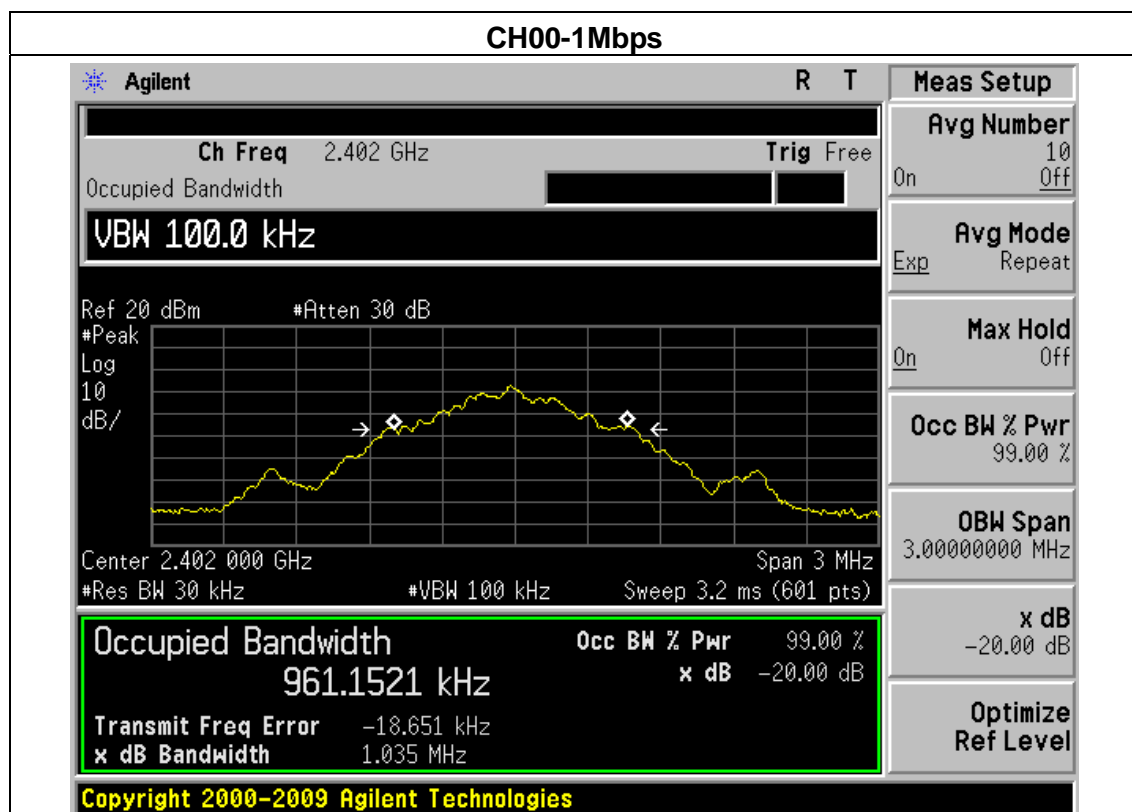 CH00-1Mbps
Agilent R T
Ch Freq 2.402 GHz Trig Free
Occupied Bandwidth
VBW 100.0 kHz
Ref 20 dBm #Atten 30 dB
#Peak
Log
10
dB/
Center 2.402 000 GHz Span 3 MHz
#Res BW 30 kHz #VBW 100 kHz Sweep 3.2 ms (601 pts)
Occupied Bandwidth Occ BW % Pwr 99.00 %
961.1521 kHz x dB -20.00 dB
Transmit Freq Error -18.651 kHz
x dB Bandwidth 1.035 MHz
Copyright 2000-2009 Agilent Technologies
Meas Setup
Avg Number
10
On Off
Avg Mode
Exp Repeat
Max Hold
On Off
Occ BW % Pwr
99.00 %
OBW Span
3.00000000 MHz
x dB
-20.00 dB
Optimize
Ref Level